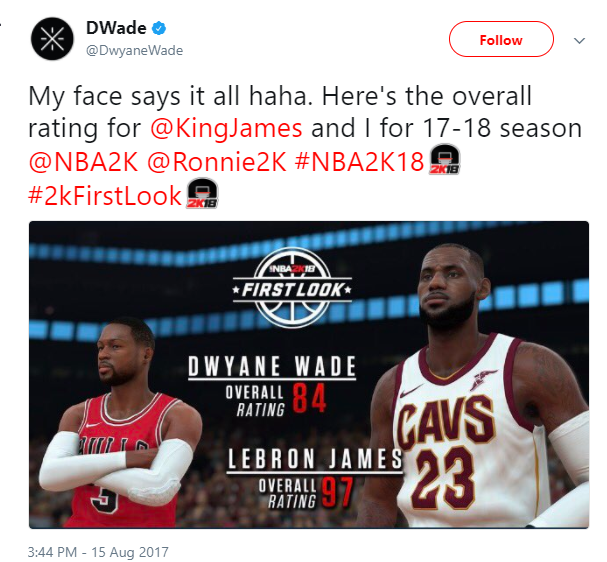 DWade
@DwyaneWade
Follow
My face says it all haha. Here's the overall
rating for @KingJames and I for 17-18 season
@NBA2K @Ronnie2K #NBA2K18 2K18
#2kFirstLook 2K18
NBA2K18
FIRST LOOK
DWYANE WADE
OVERALL
RATING 84
LEBRON JAMES
OVERALL
RATING 97
CAVS
23
3:44 PM - 15 Aug 2017